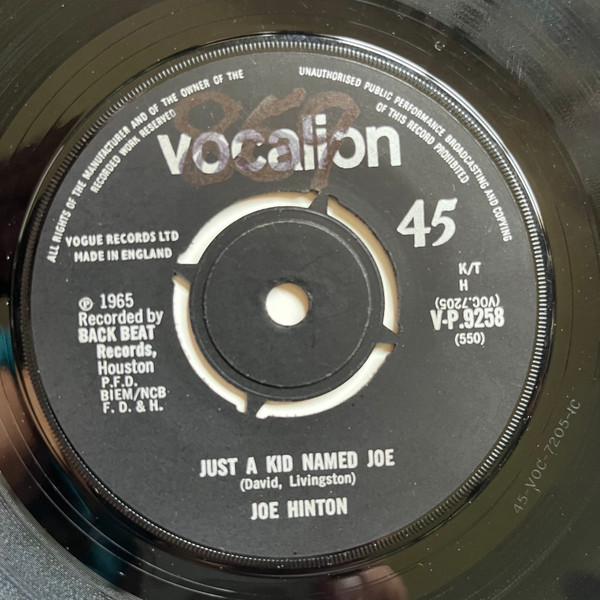 ALL RIGHTS OF THE MANUFACTURER AND OF THE OWNER OF THE
RECORDED WORK RESERVED
UNAUTHORISED PUBLIC PERFORMANCE BROADCASTING AND COPYING
OF THIS RECORD PROHIBITED
869
vocalion
45
VOGUE RECORDS LTD
MADE IN ENGLAND
K/T
H
(VOC.7205)
V-P.9258
(550)
℗ 1965
Recorded by
BACK BEAT
Records,
Houston
P.F.D.
BIEM/NCB
F. D. & H.
JUST A KID NAMED JOE
(David, Livingston)
JOE HINTON
45-VOC-7205-1C